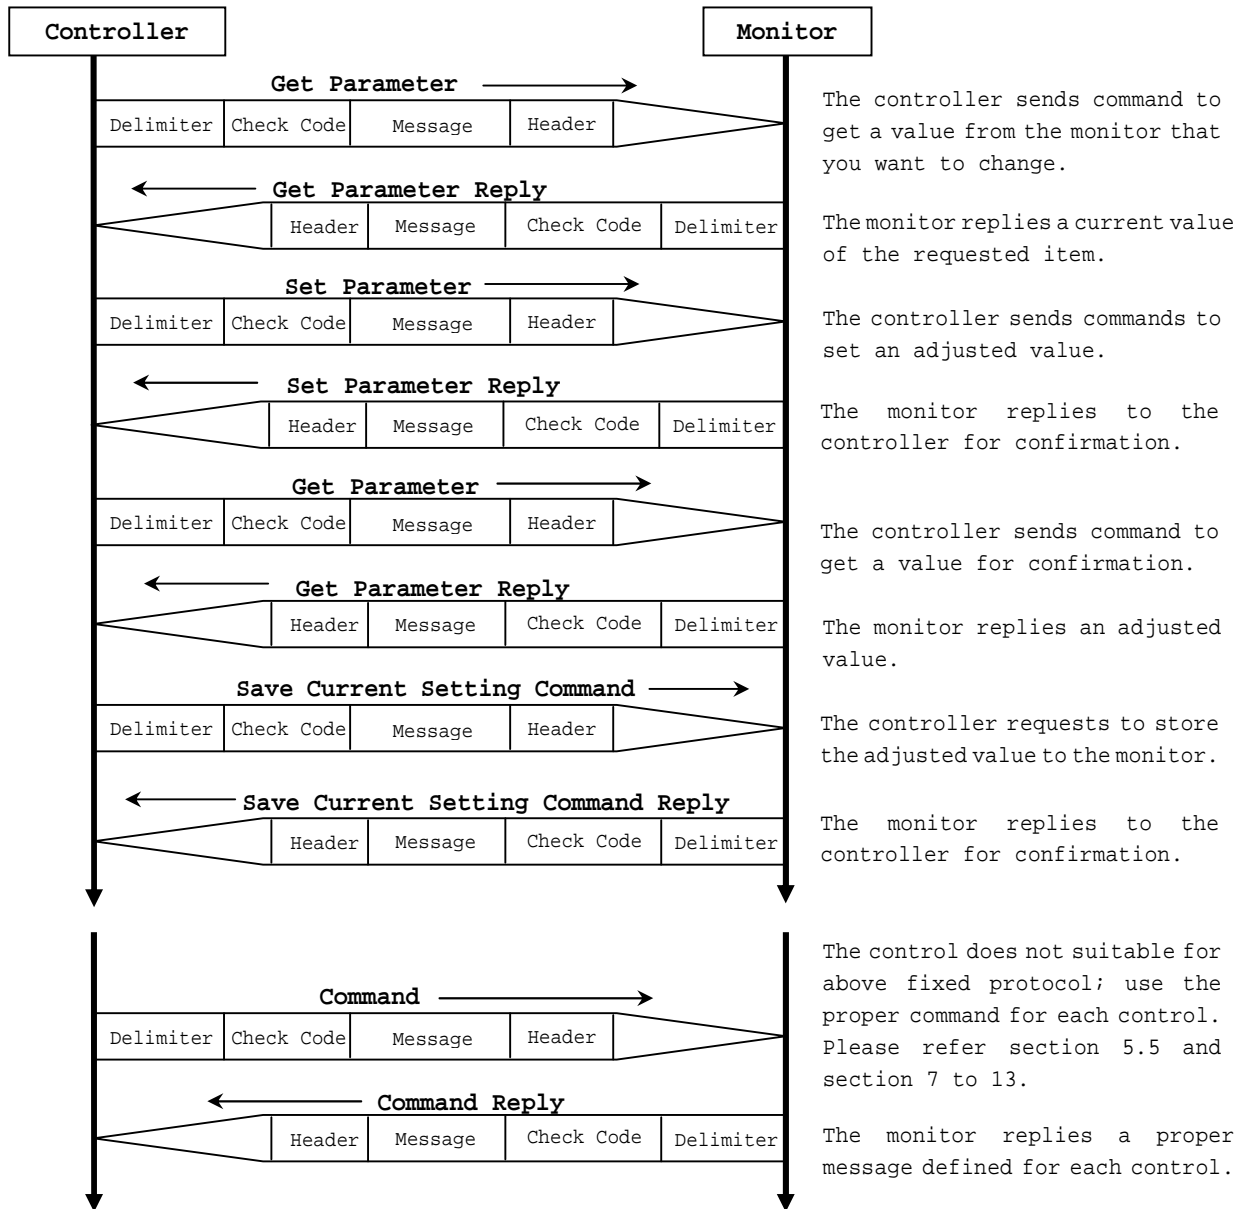 Controller
Monitor
Get Parameter
Delimiter Check Code Message Header
The controller sends command to
get a value from the monitor that
you want to change.
Get Parameter Reply
Header Message Check Code Delimiter
The monitor replies a current value
of the requested item.
Set Parameter
Delimiter Check Code Message Header
The controller sends commands to
set an adjusted value.
Set Parameter Reply
Header Message Check Code Delimiter
The monitor replies to the
controller for confirmation.
Get Parameter
Delimiter Check Code Message Header
The controller sends command to
get a value for confirmation.
Get Parameter Reply
Header Message Check Code Delimiter
The monitor replies an adjusted
value.
Save Current Setting Command
Delimiter Check Code Message Header
The controller requests to store
the adjusted value to the monitor.
Save Current Setting Command Reply
Header Message Check Code Delimiter
The monitor replies to the
controller for confirmation.
Command
Delimiter Check Code Message Header
The control does not suitable for
above fixed protocol; use the
proper command for each control.
Please refer section 5.5 and
section 7 to 13.
Command Reply
Header Message Check Code Delimiter
The monitor replies a proper
message defined for each control.